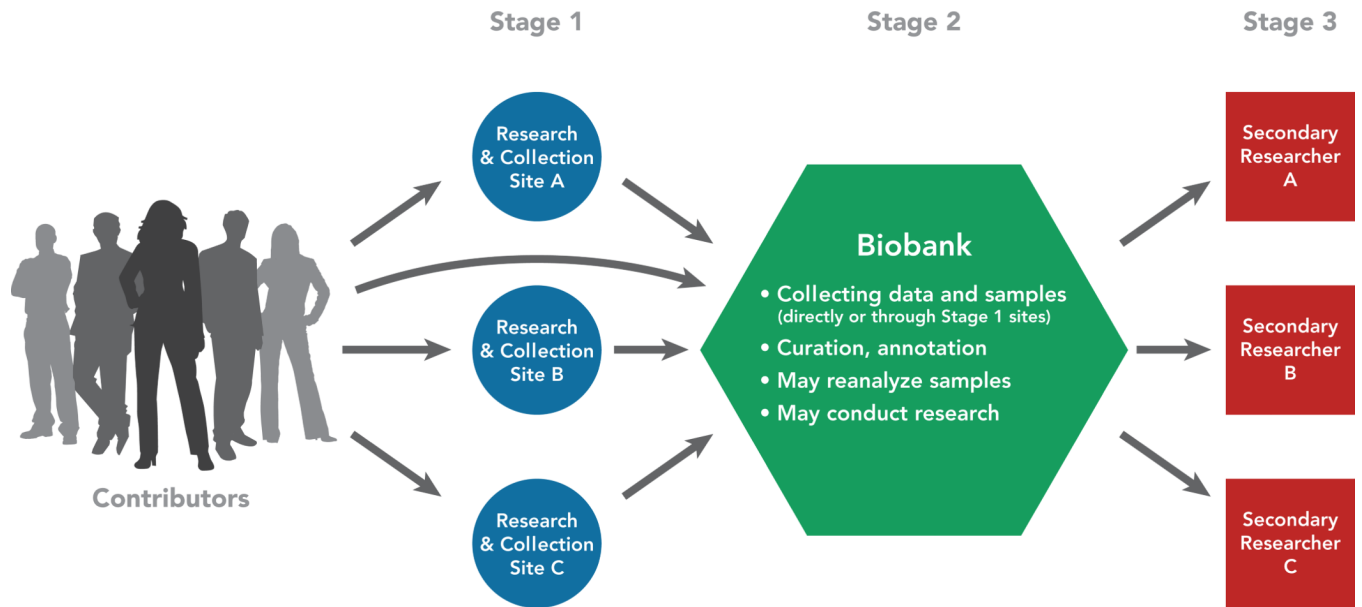 Stage 1
Stage 2
Stage 3
Research
& Collection
Site A
Research
& Collection
Site B
Research
& Collection
Site C
Contributors
Biobank
• Collecting data and samples
(directly or through Stage 1 sites)
• Curation, annotation
• May reanalyze samples
• May conduct research
Secondary
Researcher
A
Secondary
Researcher
B
Secondary
Researcher
C